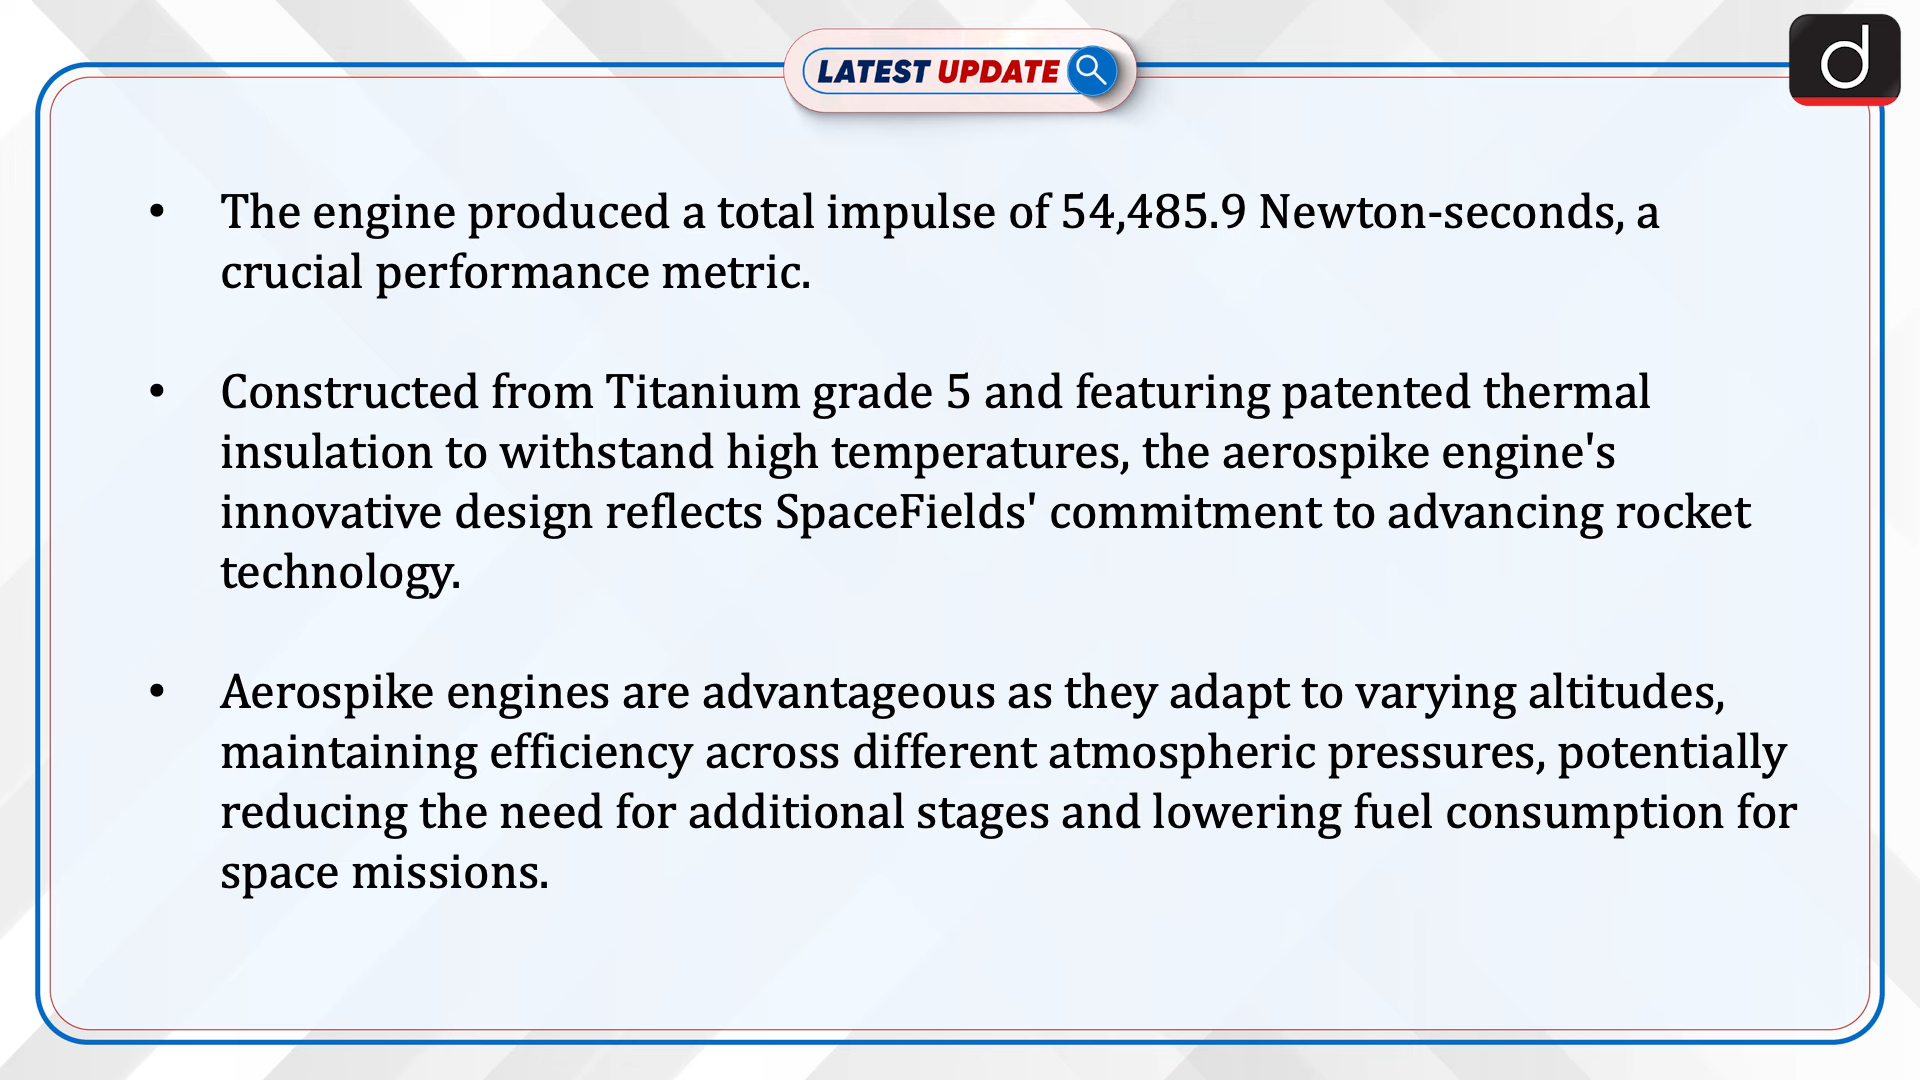 LATEST UPDATE
d
• The engine produced a total impulse of 54,485.9 Newton-seconds, a
crucial performance metric.
• Constructed from Titanium grade 5 and featuring patented thermal
insulation to withstand high temperatures, the aerospike engine's
innovative design reflects SpaceFields' commitment to advancing rocket
technology.
• Aerospike engines are advantageous as they adapt to varying altitudes,
maintaining efficiency across different atmospheric pressures, potentially
reducing the need for additional stages and lowering fuel consumption for
space missions.